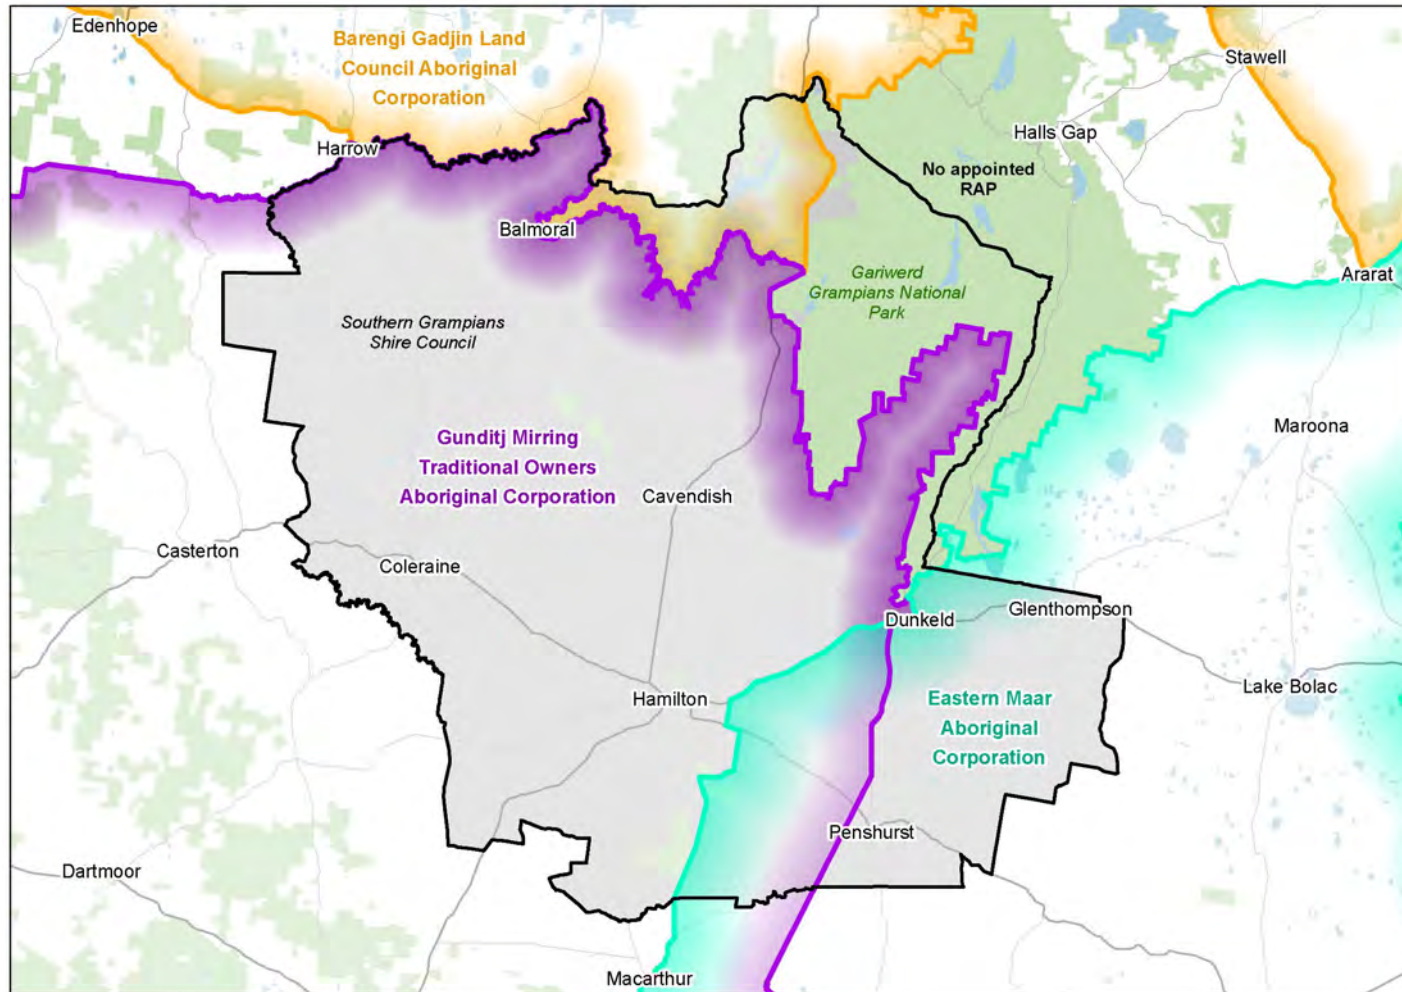 Edenhope
Barengi Gadjin Land
Council Aboriginal
Corporation
Stawell
Halls Gap
Harrow
No appointed
RAP
Balmoral
Ararat
Gariwerd
Grampians National
Park
Southern Grampians
Shire Council
Maroona
Gunditj Mirring
Traditional Owners
Aboriginal Corporation
Cavendish
Casterton
Coleraine
Glenthompson
Dunkeld
Lake Bolac
Hamilton
Eastern Maar
Aboriginal
Corporation
Penshurst
Dartmoor
Macarthur